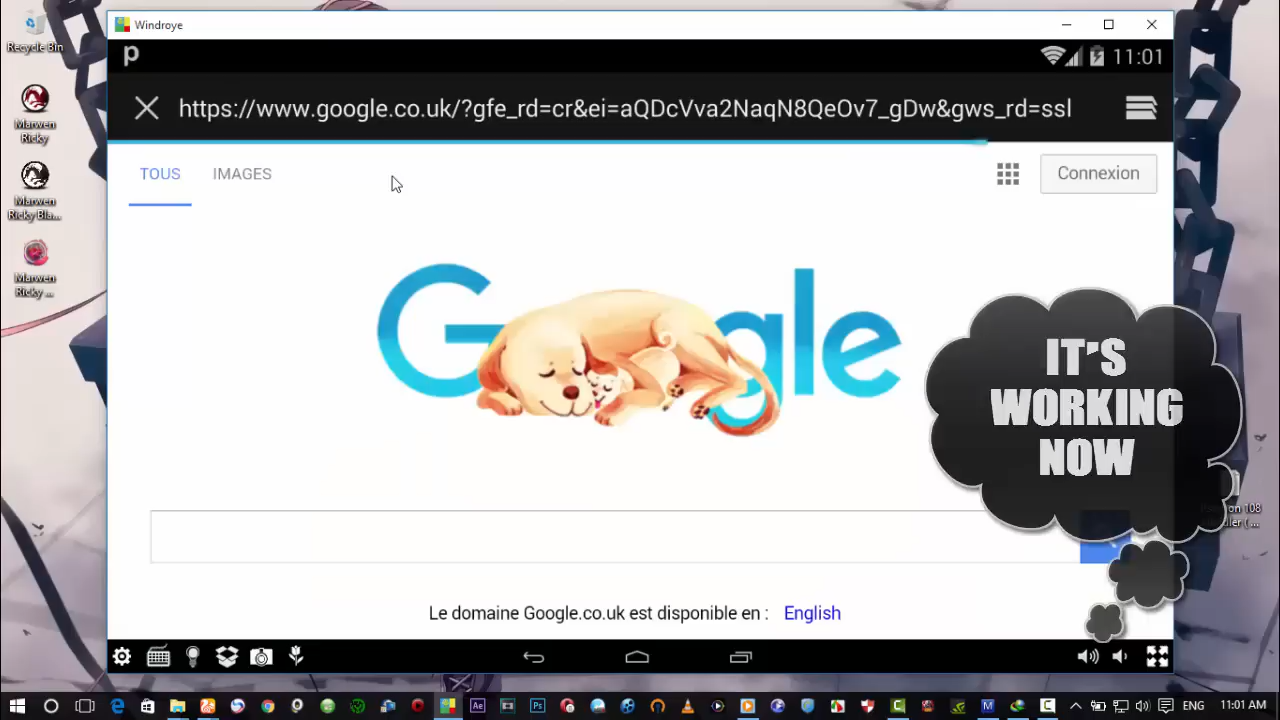 Windroye
11:01
https://www.google.co.uk/?gfe_rd=cr&ei=aQDcVva2NaqN8QeOv7_gDw&gws_rd=ssl
TOUS
IMAGES
Connexion
Google
IT'S
WORKING
NOW
Le domaine Google.co.uk est disponible en :
English
Recycle Bin
Marwen
Ricky
Marwen
Ricky Bla...
Marwen
Ricky ...
108
ENG
11:01 AM